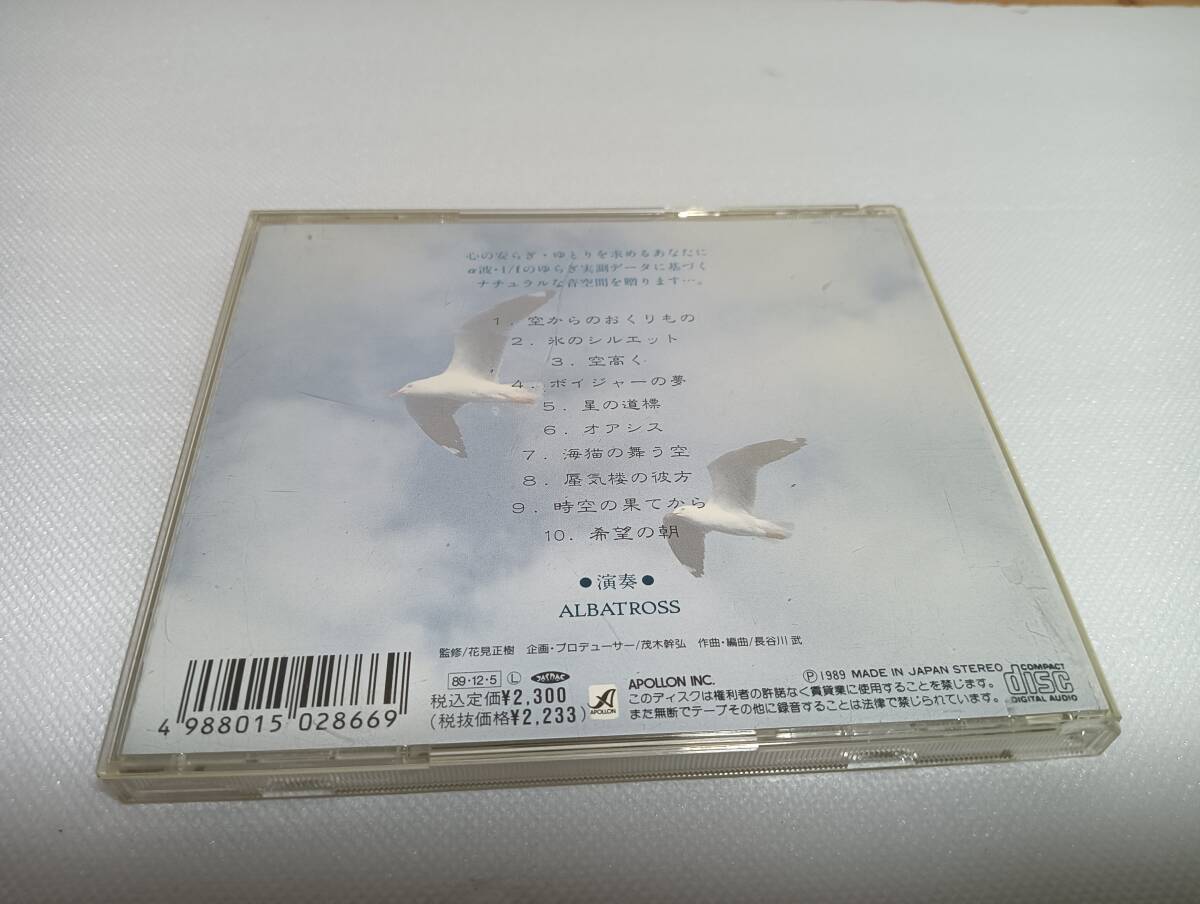 心の安らぎ・ゆとりを求めるあなたに
α波・1/fのゆらぎ実測データに基づく
ナチュラルな音空間を贈ります…。
1. 空からのおくりもの
2. 氷のシルエット
3. 空高く
4. ボイジャーの夢
5. 星の道標
6. オアシス
7. 海猫の舞う空
8. 蜃気楼の彼方
9. 時空の果てから
10. 希望の朝
●演奏●
ALBATROSS
監修/花見正樹 企画・プロデューサー/茂木幹弘 作曲・編曲/長谷川 武
4 988015 028669
89・12・5 Ⓛ JASRAC
税込定価¥2,300
(税抜価格¥2,233)
APOLLON
APOLLON INC.
Ⓟ1989 MADE IN JAPAN STEREO
このディスクは権利者の許諾なく賃貸業に使用することを禁じます。
また無断でテープその他に録音することは法律で禁じられています。
COMPACT
disc
DIGITAL AUDIO